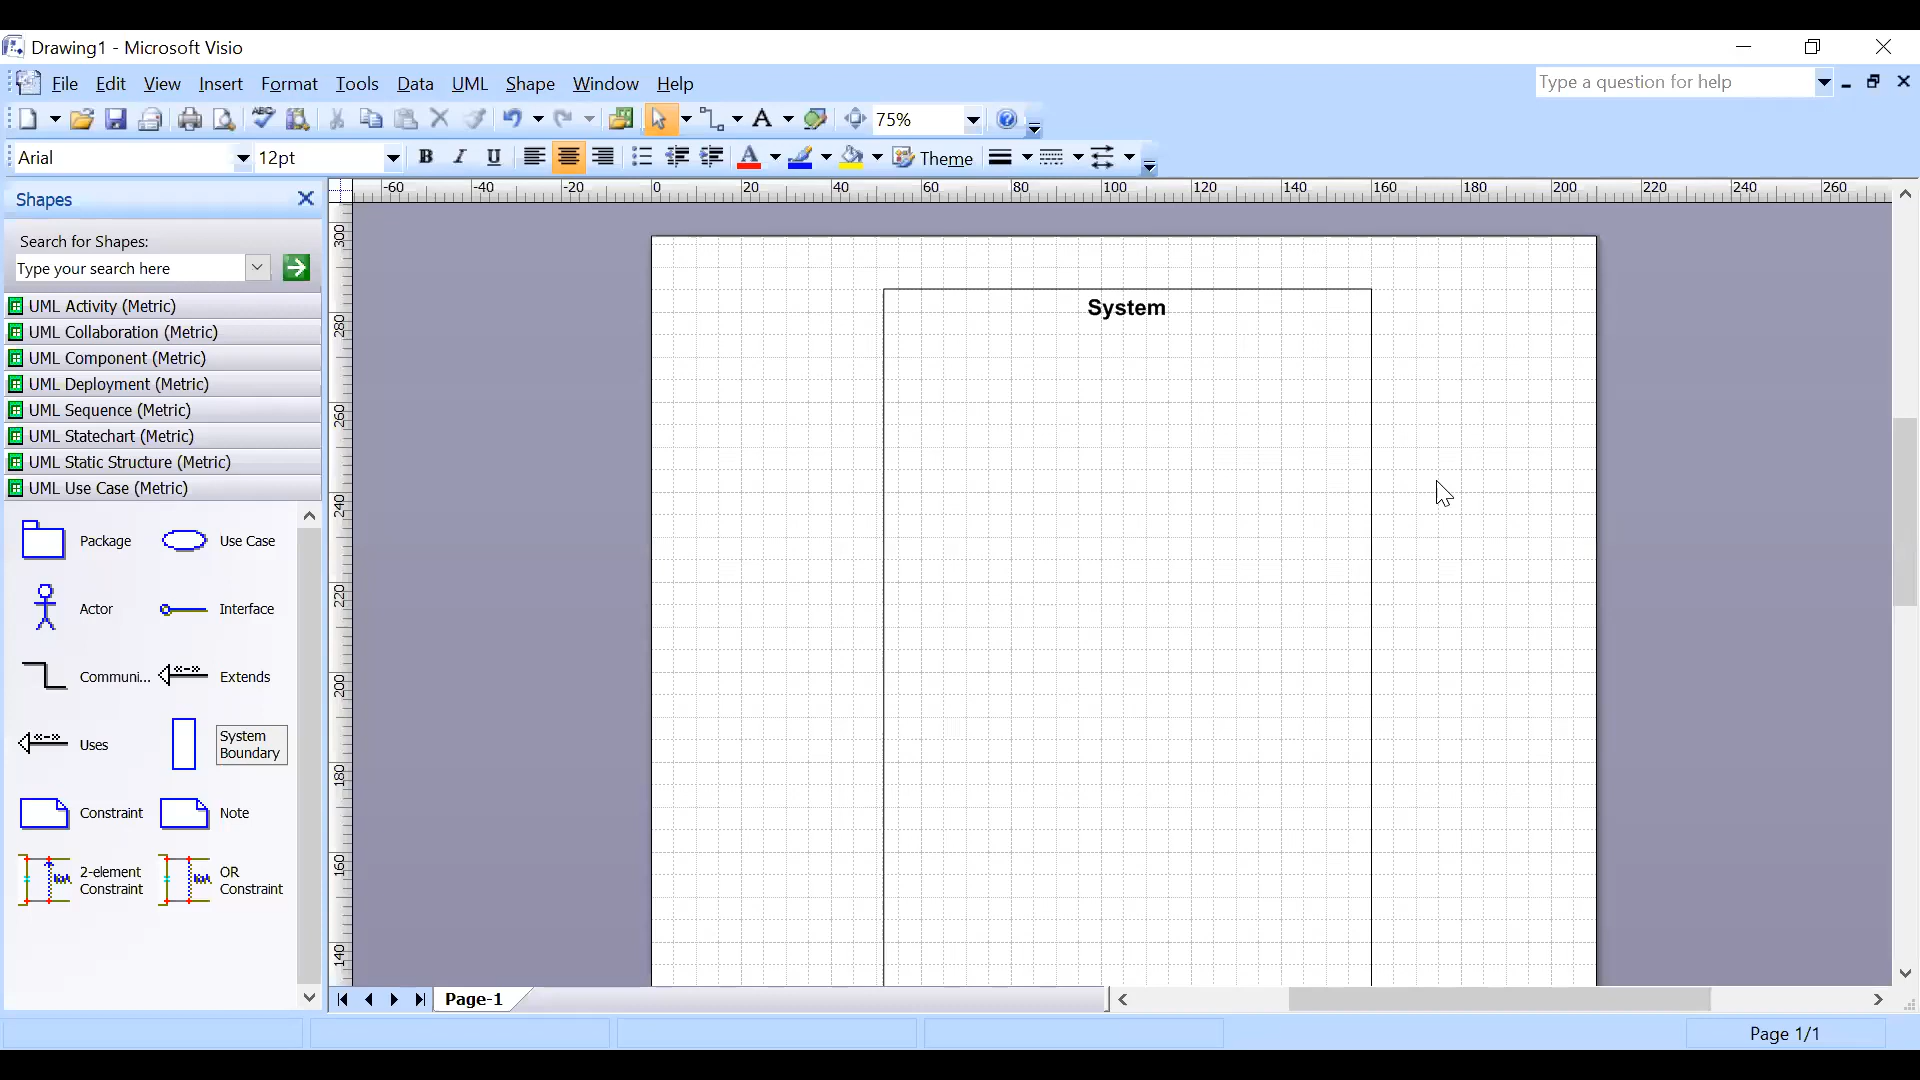 Drawing1 - Microsoft Visio
File Edit View Insert Format Tools Data UML Shape Window Help
Type a question for help
75%
Arial 12pt B I U Theme
Shapes
-60 -40 -20 0 20 40 60 80 100 120 140 160 180 200 220 240 260
Search for Shapes:
Type your search here
UML Activity (Metric)
UML Collaboration (Metric)
UML Component (Metric)
UML Deployment (Metric)
UML Sequence (Metric)
UML Statechart (Metric)
UML Static Structure (Metric)
UML Use Case (Metric)
Package Use Case
Actor Interface
Communi... Extends
Uses System
Boundary
Constraint Note
2-element
Constraint
OR
Constraint
300
280
260
240
220
200
180
160
140
System
Page-1
Page 1/1